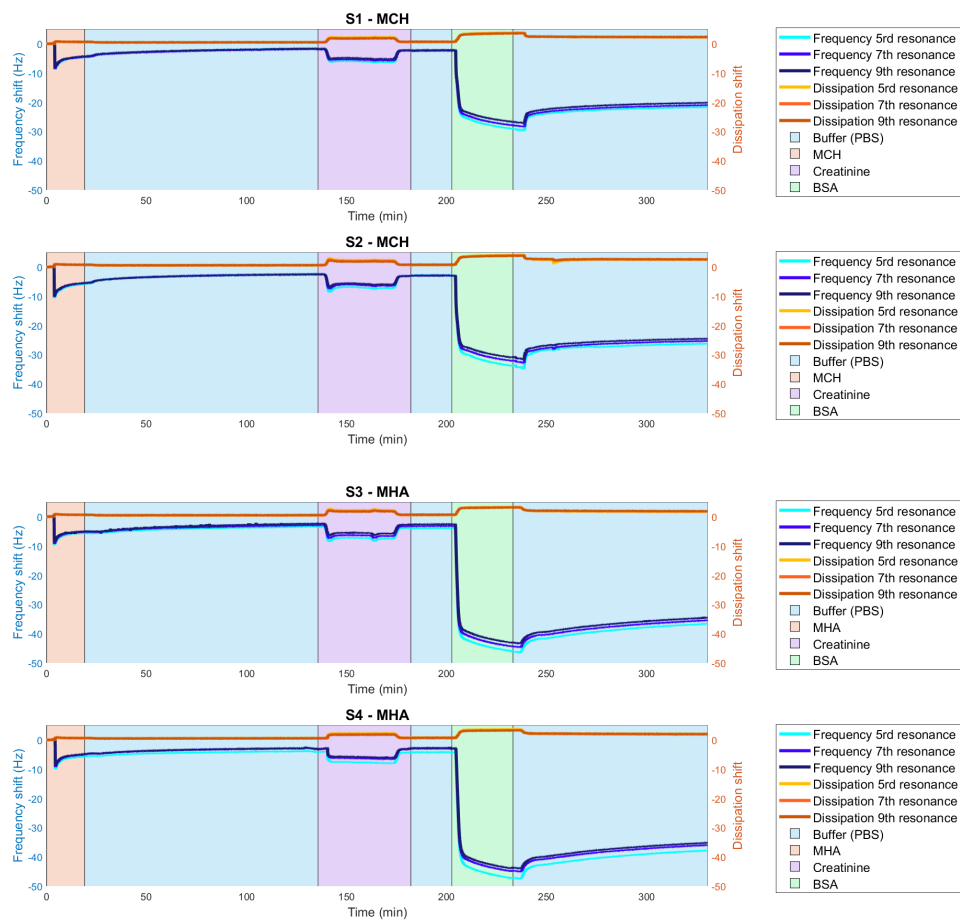 S1 - MCH
Frequency shift (Hz)
0
-10
-20
-30
-40
-50
0
50
100
150
200
250
300
Time (min)
0
-10
-20
-30
-40
-50
Dissipation shift
Frequency 5rd resonance
Frequency 7th resonance
Frequency 9th resonance
Dissipation 5rd resonance
Dissipation 7th resonance
Dissipation 9th resonance
Buffer (PBS)
MCH
Creatinine
BSA
S2 - MCH
Frequency shift (Hz)
0
-10
-20
-30
-40
-50
0
50
100
150
200
250
300
Time (min)
0
-10
-20
-30
-40
-50
Dissipation shift
Frequency 5rd resonance
Frequency 7th resonance
Frequency 9th resonance
Dissipation 5rd resonance
Dissipation 7th resonance
Dissipation 9th resonance
Buffer (PBS)
MCH
Creatinine
BSA
S3 - MHA
Frequency shift (Hz)
0
-10
-20
-30
-40
-50
0
50
100
150
200
250
300
Time (min)
0
-10
-20
-30
-40
-50
Dissipation shift
Frequency 5rd resonance
Frequency 7th resonance
Frequency 9th resonance
Dissipation 5rd resonance
Dissipation 7th resonance
Dissipation 9th resonance
Buffer (PBS)
MHA
Creatinine
BSA
S4 - MHA
Frequency shift (Hz)
0
-10
-20
-30
-40
-50
0
50
100
150
200
250
300
Time (min)
0
-10
-20
-30
-40
-50
Dissipation shift
Frequency 5rd resonance
Frequency 7th resonance
Frequency 9th resonance
Dissipation 5rd resonance
Dissipation 7th resonance
Dissipation 9th resonance
Buffer (PBS)
MHA
Creatinine
BSA